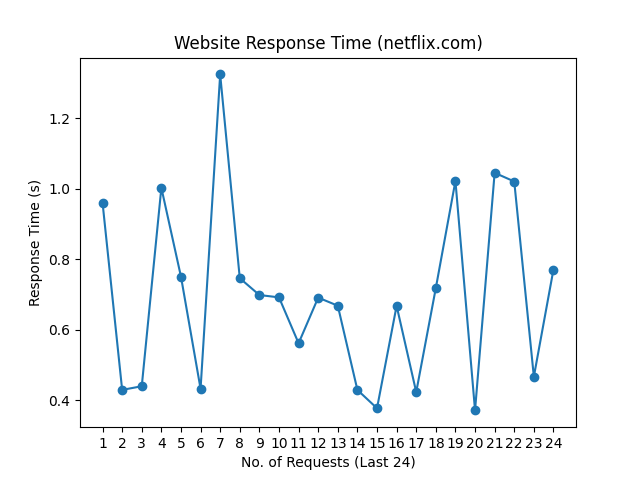 Website Response Time (netflix.com)
1.2
1.0
0.8
0.6
0.4
Response Time (s)
1 2 3 4 5 6 7 8 9 10 11 12 13 14 15 16 17 18 19 20 21 22 23 24
No. of Requests (Last 24)